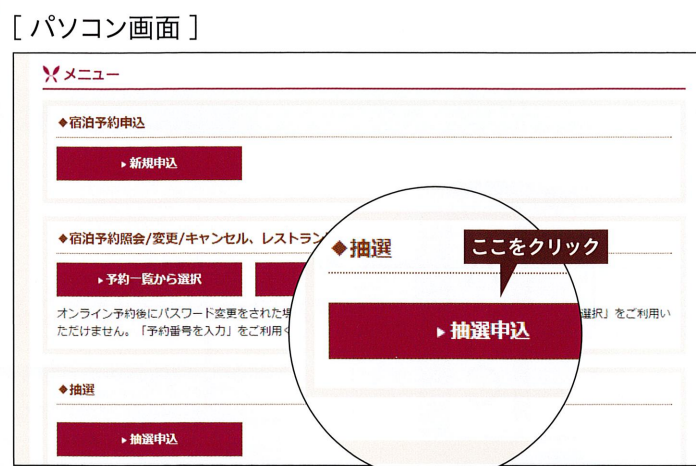 [ パソコン画面 ]
メニュー
◆宿泊予約申込
▸新規申込
◆宿泊予約照会/変更/キャンセル、レストラン
▸予約一覧から選択
オンライン予約後にパスワード変更をされた
選択」をご利用い
ただけません。「予約番号を入力」をご利用
◆抽選
▸抽選申込
◆抽選
ここをクリック
▸抽選申込